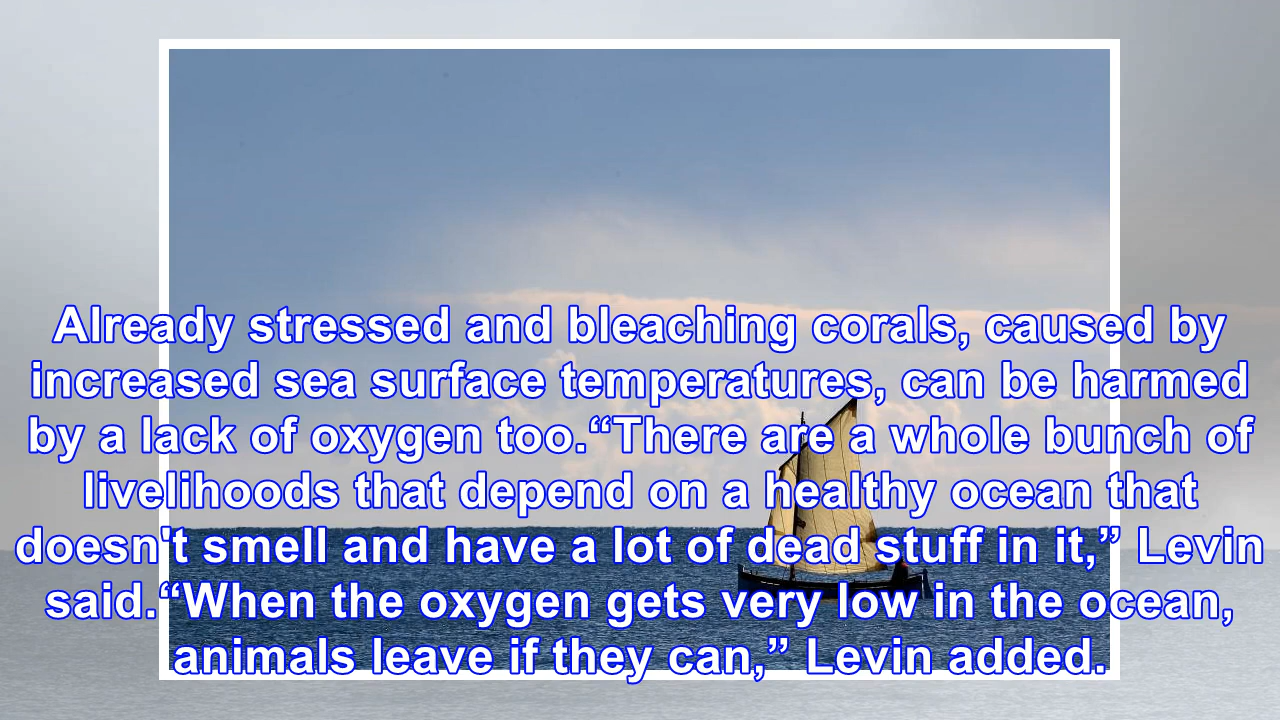 Already stressed and bleaching corals, caused by
increased sea surface temperatures, can be harmed
by a lack of oxygen too.“There are a whole bunch of
livelihoods that depend on a healthy ocean that
doesn't smell and have a lot of dead stuff in it,” Levin
said.“When the oxygen gets very low in the ocean,
animals leave if they can,” Levin added.